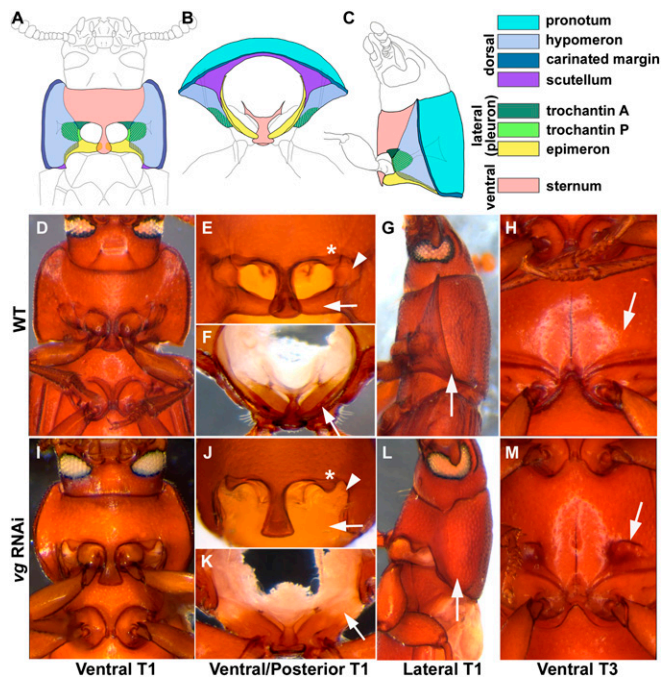 A
B
C
dorsal
pronotum
hypomeron
carinated margin
scutellum
lateral
(pleuron)
trochantin A
trochantin P
epimeron
ventral
sternum
WT
D
E
*
F
G
H
vg RNAi
I
J
*
K
L
M
Ventral T1
Ventral/Posterior T1
Lateral T1
Ventral T3